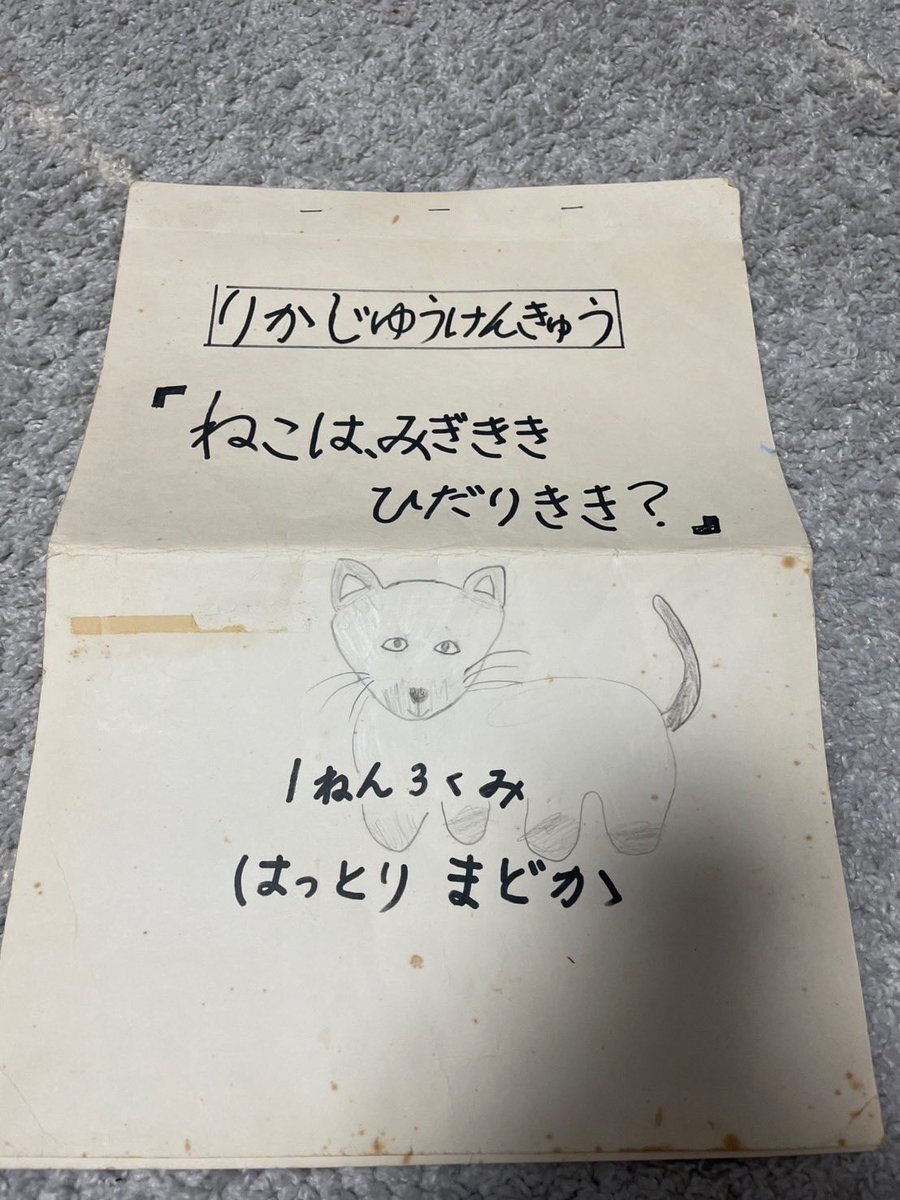 りかじゆうけんきゅう
『ねこは、みぎきき
ひだりきき?』
1ねん3くみ
はっとり まどか